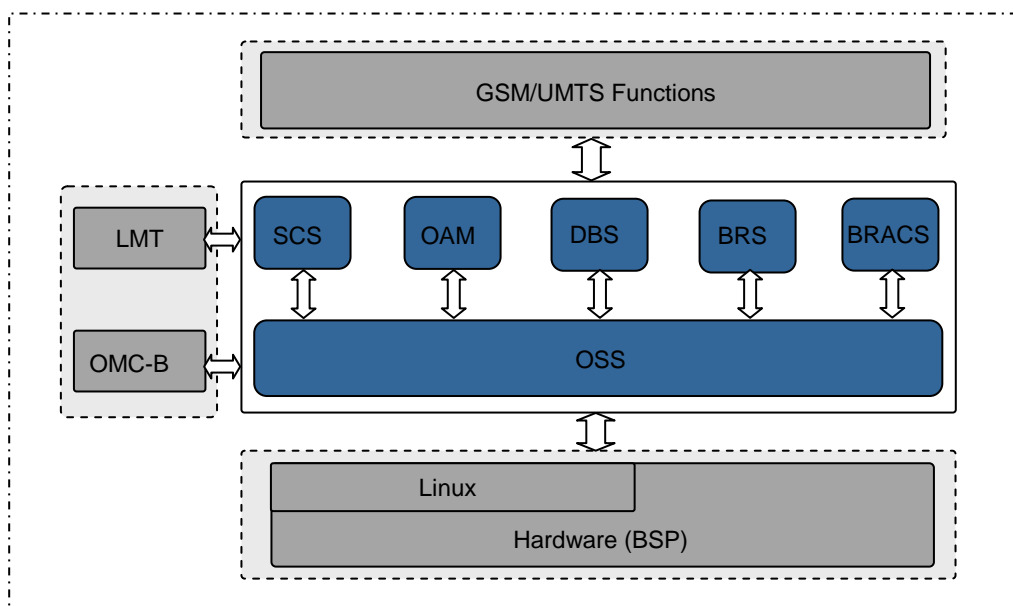 GSM/UMTS Functions
LMT
SCS
OAM
DBS
BRS
BRACS
OMC-B
OSS
Linux
Hardware (BSP)